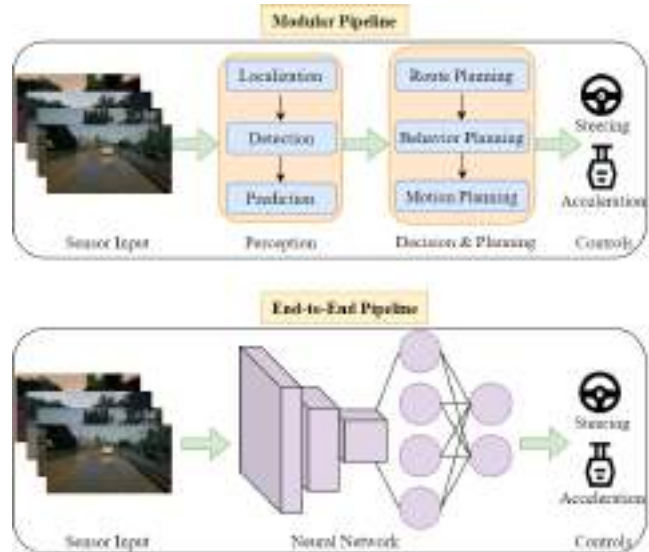 Modular Pipeline
Localization
Detection
Prediction
Route Planning
Behavior Planning
Motion Planning
Steering
Acceleration
Sensor Input
Perception
Decision & Planning
Controls
End-to-End Pipeline
Steering
Acceleration
Sensor Input
Neural Network
Controls